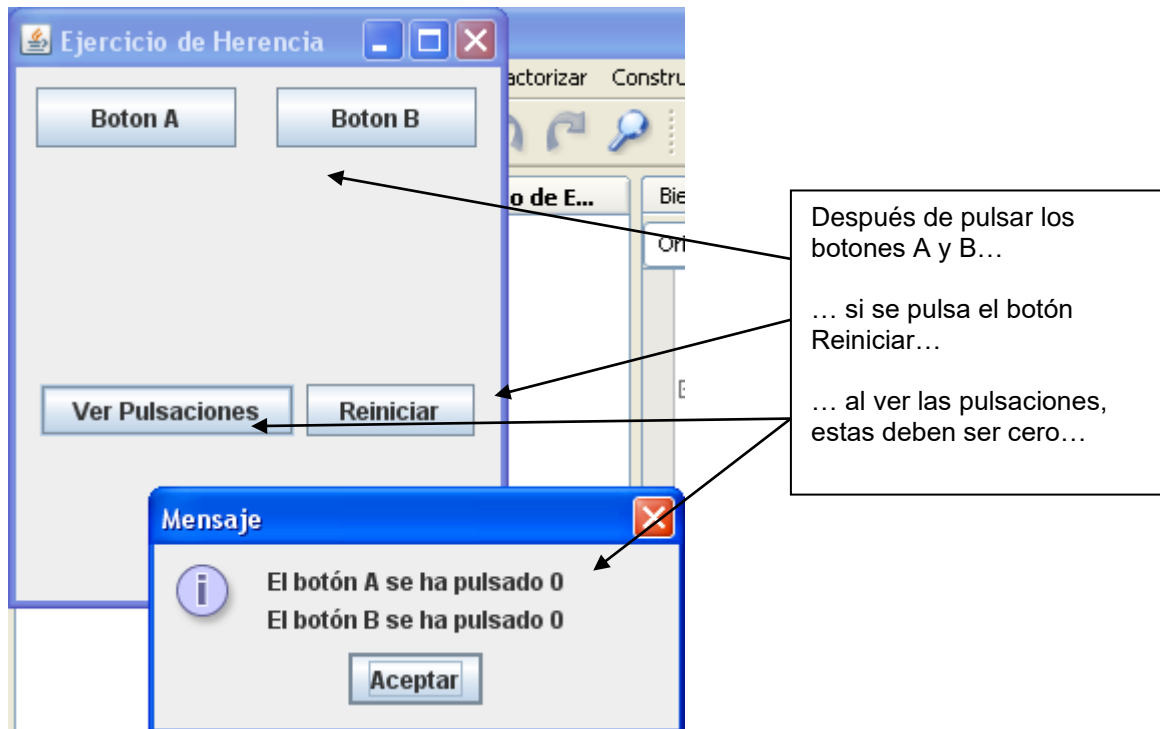 Ejercicio de Herencia
actorizar Constru
Boton A
Boton B
o de E...
Bie
Ori
Ver Pulsaciones
Reiniciar
Mensaje
El botón A se ha pulsado 0
El botón B se ha pulsado 0
Aceptar
Después de pulsar los
botones A y B…
… si se pulsa el botón
Reiniciar…
… al ver las pulsaciones,
estas deben ser cero…